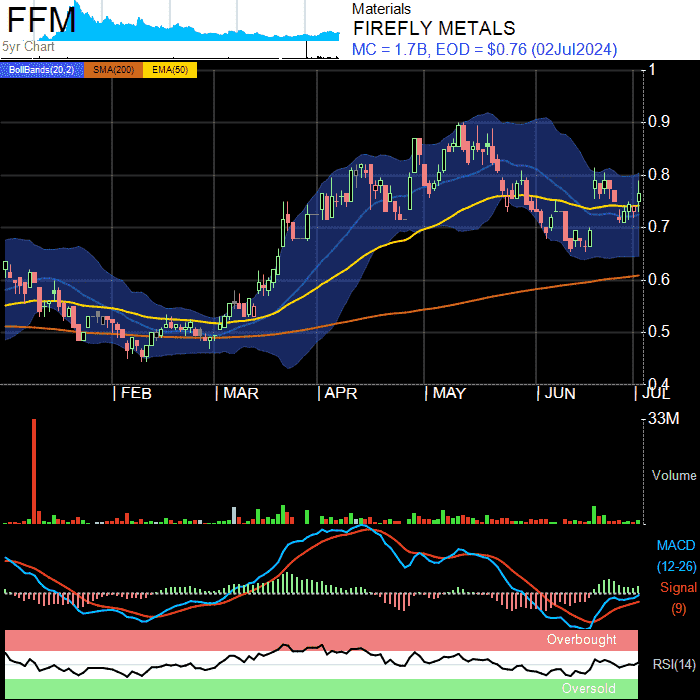 FFM
5yr Chart
Materials
FIREFLY METALS
MC = 1.7B, EOD = $0.76 (02Jul2024)
BollBands(20,2) SMA(200) EMA(50)
1
0.9
0.8
0.7
0.6
0.5
0.4
FEB MAR APR MAY JUN JUL
33M
Volume
MACD
(12-26)
Signal
(9)
Overbought
RSI(14)
Oversold